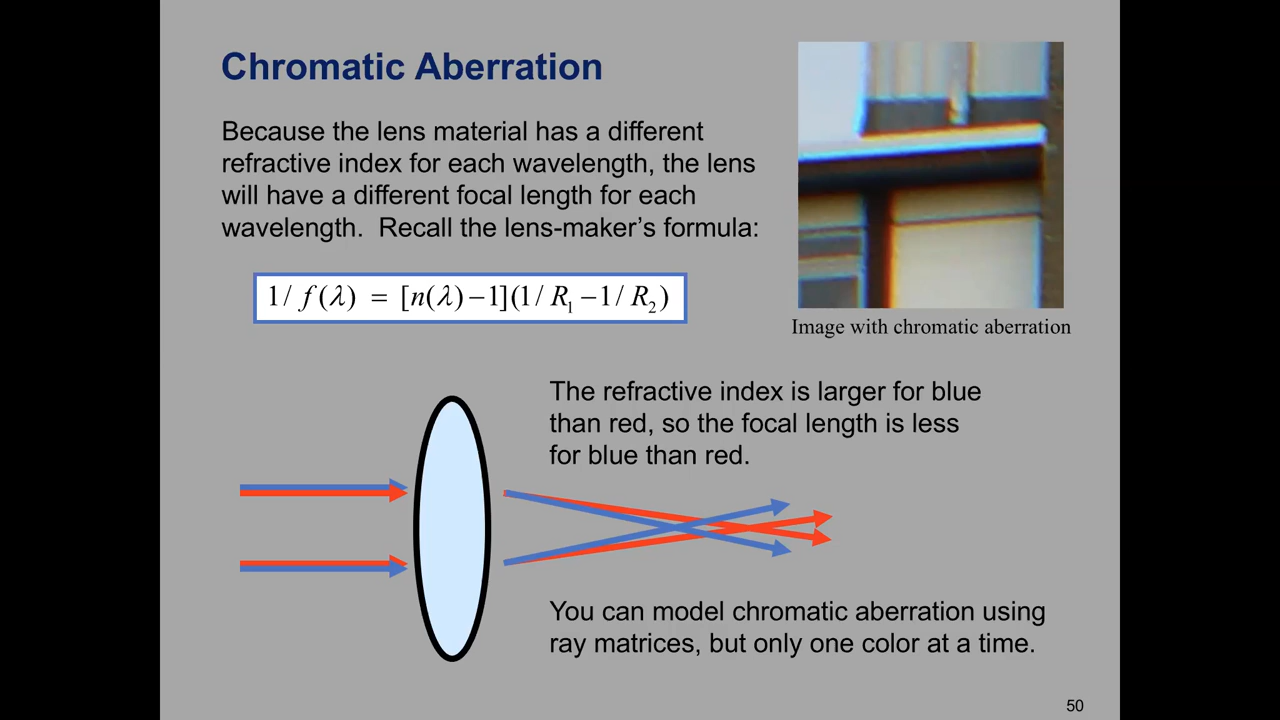 Chromatic Aberration
Because the lens material has a different
refractive index for each wavelength, the lens
will have a different focal length for each
wavelength.  Recall the lens-maker’s formula:
1/ f(λ) = [n(λ)−1](1/ R₁ −1/ R₂)
Image with chromatic aberration
The refractive index is larger for blue
than red, so the focal length is less
for blue than red.
You can model chromatic aberration using
ray matrices, but only one color at a time.
50